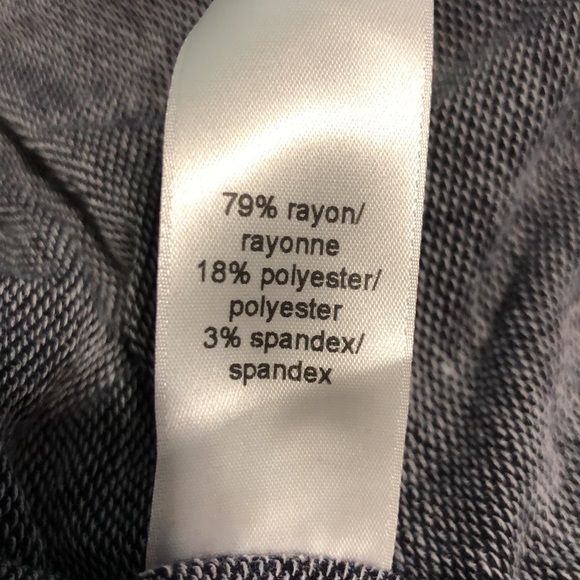 79% rayon/
rayonne
18% polyester/
polyester
3% spandex/
spandex